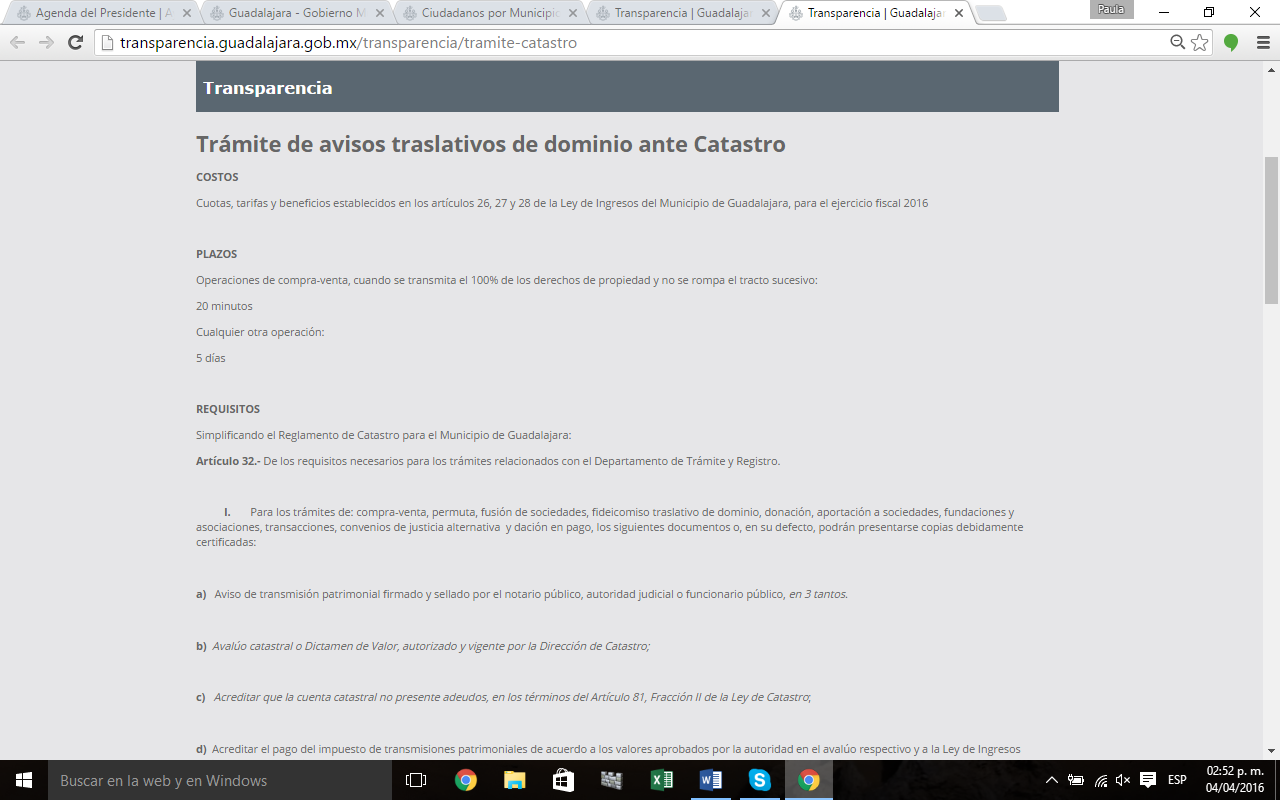 Agenda del Presidente | A
Guadalajara - Gobierno M
Ciudadanos por Municipio
Transparencia | Guadalajar
Transparencia | Guadalajar
Paula
transparencia.guadalajara.gob.mx/transparencia/tramite-catastro
Transparencia
Trámite de avisos traslativos de dominio ante Catastro
COSTOS
Cuotas, tarifas y beneficios establecidos en los artículos 26, 27 y 28 de la Ley de Ingresos del Municipio de Guadalajara, para el ejercicio fiscal 2016
PLAZOS
Operaciones de compra-venta, cuando se transmita el 100% de los derechos de propiedad y no se rompa el tracto sucesivo:
20 minutos
Cualquier otra operación:
5 días
REQUISITOS
Simplificando el Reglamento de Catastro para el Municipio de Guadalajara:
Artículo 32.- De los requisitos necesarios para los trámites relacionados con el Departamento de Trámite y Registro.
I. Para los trámites de: compra-venta, permuta, fusión de sociedades, fideicomiso traslativo de dominio, donación, aportación a sociedades, fundaciones y
asociaciones, transacciones, convenios de justicia alternativa y dación en pago, los siguientes documentos o, en su defecto, podrán presentarse copias debidamente
certificadas:
a) Aviso de transmisión patrimonial firmado y sellado por el notario público, autoridad judicial o funcionario público, en 3 tantos.
b) Avalúo catastral o Dictamen de Valor, autorizado y vigente por la Dirección de Catastro;
c) Acreditar que la cuenta catastral no presente adeudos, en los términos del Artículo 81, Fracción II de la Ley de Catastro;
d) Acreditar el pago del impuesto de transmisiones patrimoniales de acuerdo a los valores aprobados por la autoridad en el avalúo respectivo y a la Ley de Ingresos
Buscar en la web y en Windows
ESP
02:52 p. m.
04/04/2016